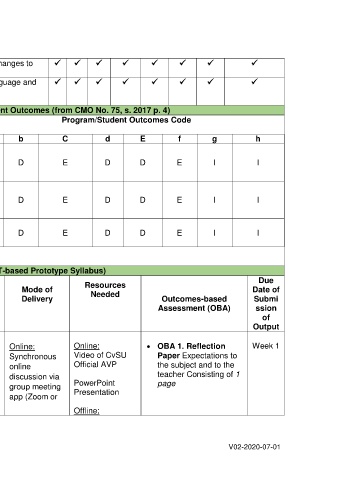 hanges to ✓ ✓ ✓ ✓ ✓ ✓ ✓ ✓
guage and ✓ ✓ ✓ ✓ ✓ ✓ ✓ ✓
nt Outcomes (from CMO No. 75, s. 2017 p. 4)
Program/Student Outcomes Code
b C d E f g h
D E D D E I I
D E D D E I I
D E D D E I I
T-based Prototype Syllabus)
Mode of
Delivery
Resources
Needed
Outcomes-based
Assessment (OBA)
Due
Date of
Submi
ssion
of
Output
Online:
Synchronous
online
discussion via
group meeting
app (Zoom or
Online:
Video of CvSU
Official AVP
PowerPoint
Presentation
Offline:
• OBA 1. Reflection
Paper Expectations to
the subject and to the
teacher Consisting of 1
page
Week 1
V02-2020-07-01